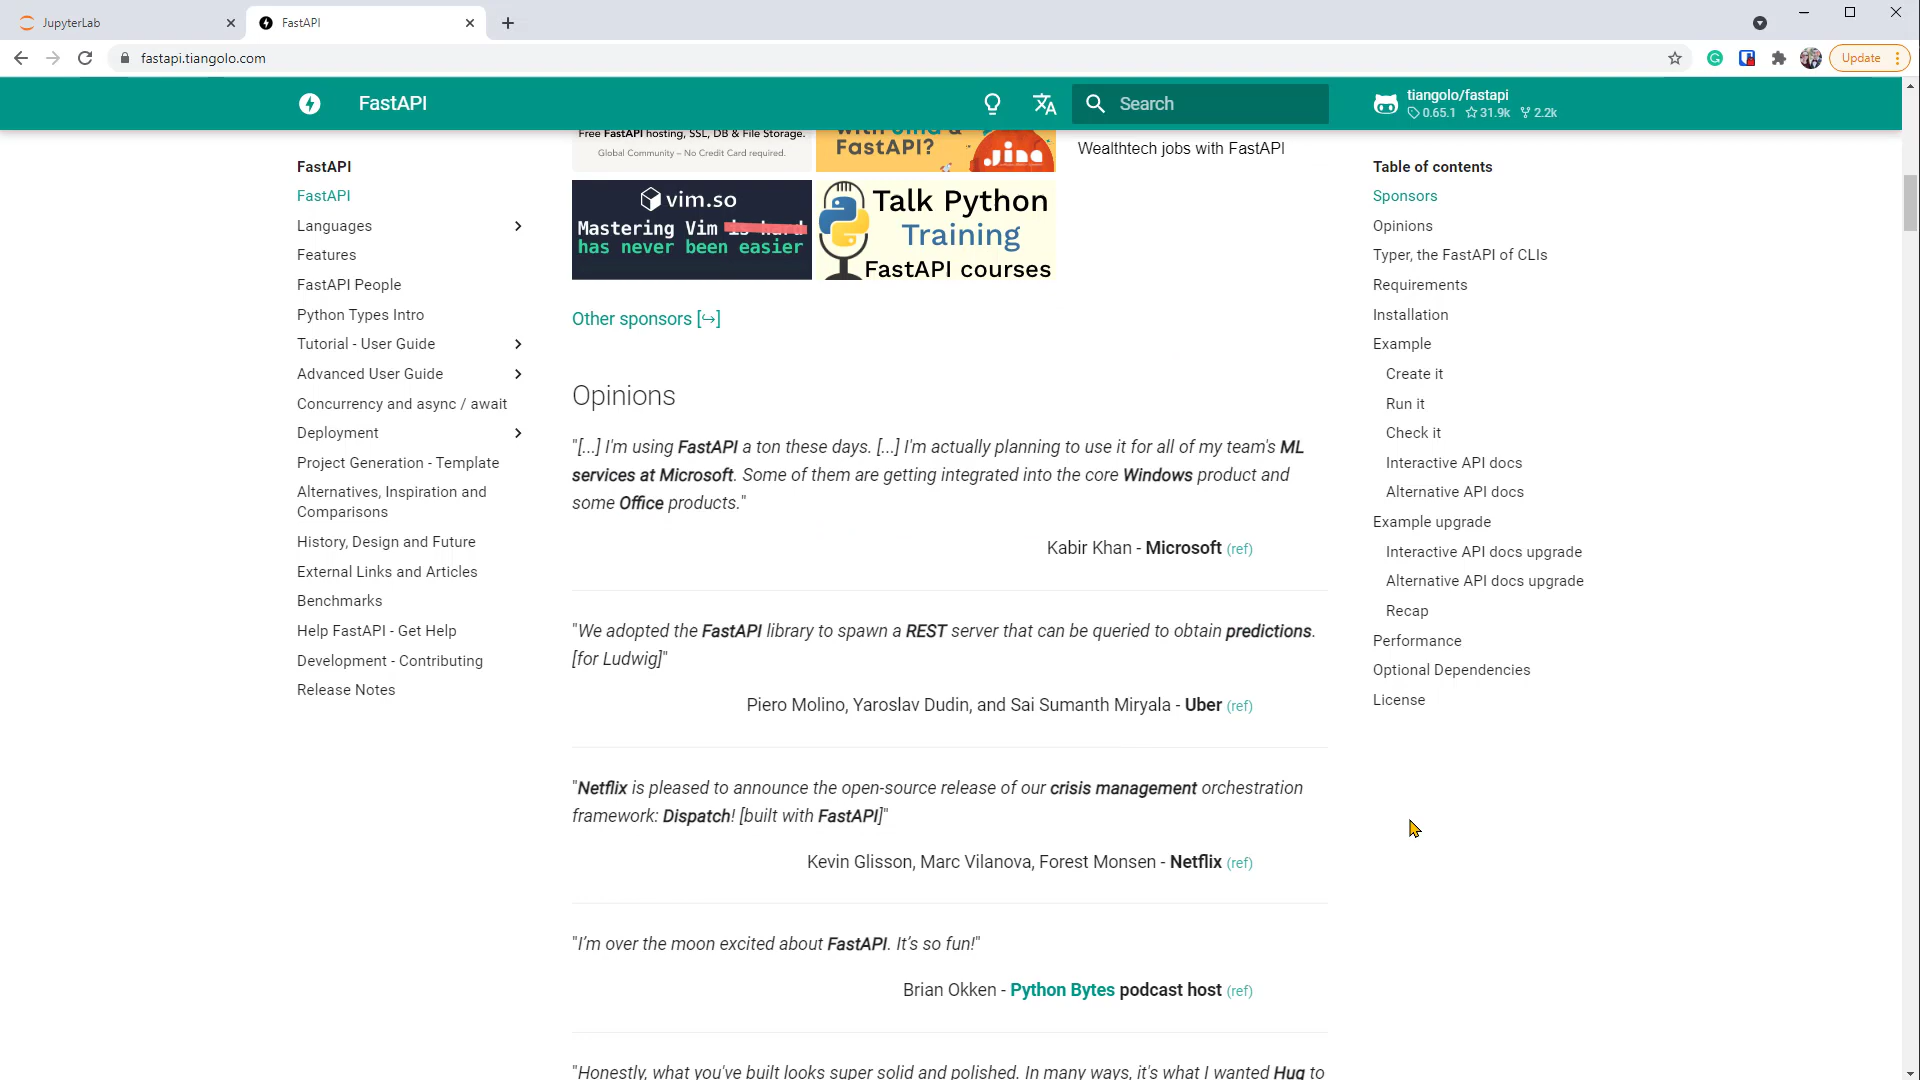 JupyterLab
FastAPI
fastapi.tiangolo.com
Update
FastAPI
Search
tiangolo/fastapi
0.65.1 31.9k 2.2k
FastAPI
FastAPI
Languages
Features
FastAPI People
Python Types Intro
Tutorial - User Guide
Advanced User Guide
Concurrency and async / await
Deployment
Project Generation - Template
Alternatives, Inspiration and
Comparisons
History, Design and Future
External Links and Articles
Benchmarks
Help FastAPI - Get Help
Development - Contributing
Release Notes
Free FastAPI hosting, SSL, DB & File Storage.
Global Community – No Credit Card required.
with Jina &
FastAPI?
jina
Wealthtech jobs with FastAPI
vim.so
Mastering Vim is hard
has never been easier
Talk Python
Training
FastAPI courses
Other sponsors [↪]
Opinions
"[...] I'm using FastAPI a ton these days. [...] I'm actually planning to use it for all of my team's ML
services at Microsoft. Some of them are getting integrated into the core Windows product and
some Office products."
Kabir Khan - Microsoft (ref)
"We adopted the FastAPI library to spawn a REST server that can be queried to obtain predictions.
[for Ludwig]"
Piero Molino, Yaroslav Dudin, and Sai Sumanth Miryala - Uber (ref)
"Netflix is pleased to announce the open-source release of our crisis management orchestration
framework: Dispatch! [built with FastAPI]"
Kevin Glisson, Marc Vilanova, Forest Monsen - Netflix (ref)
"I’m over the moon excited about FastAPI. It’s so fun!"
Brian Okken - Python Bytes podcast host (ref)
"Honestly, what you've built looks super solid and polished. In many ways, it's what I wanted Hug to
Table of contents
Sponsors
Opinions
Typer, the FastAPI of CLIs
Requirements
Installation
Example
Create it
Run it
Check it
Interactive API docs
Alternative API docs
Example upgrade
Interactive API docs upgrade
Alternative API docs upgrade
Recap
Performance
Optional Dependencies
License